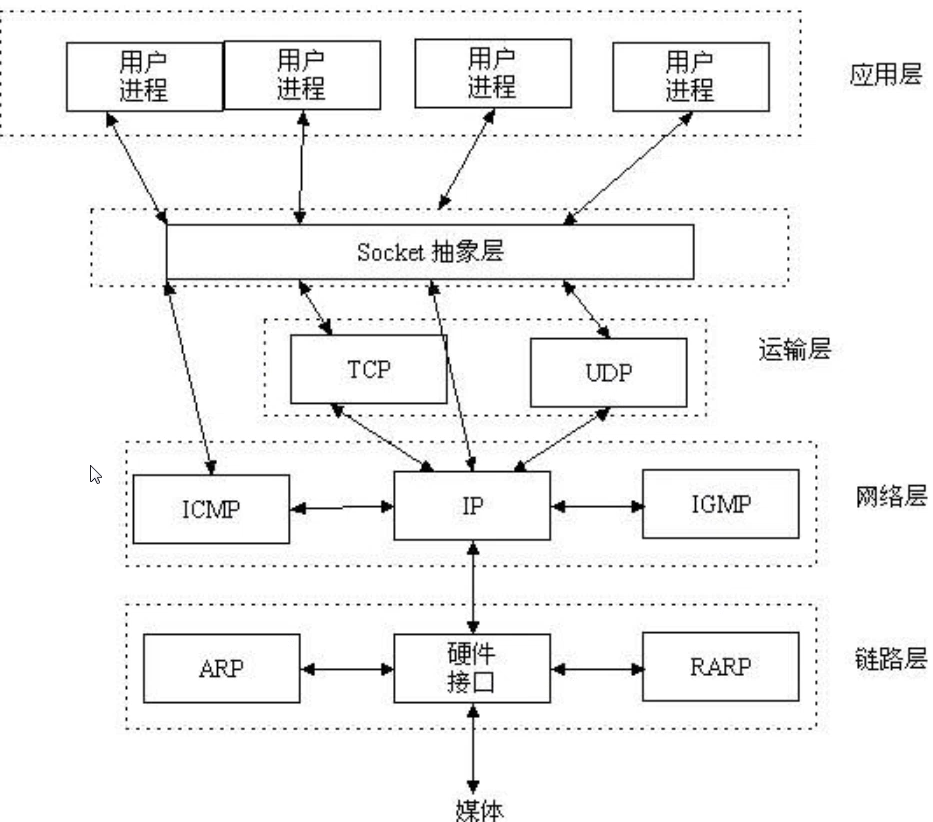 用户
进程
用户
进程
用户
进程
用户
进程
应用层
Socket 抽象层
TCP
UDP
运输层
ICMP
IP
IGMP
网络层
ARP
硬件
接口
RARP
链路层
媒体